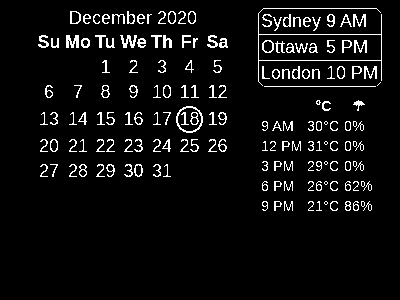 December 2020
Su Mo Tu We Th Fr Sa
1 2 3 4 5
6 7 8 9 10 11 12
13 14 15 16 17 18 19
20 21 22 23 24 25 26
27 28 29 30 31
Sydney 9 AM
Ottawa 5 PM
London 10 PM
°C ☂
9 AM 30°C 0%
12 PM 31°C 0%
3 PM 29°C 0%
6 PM 26°C 62%
9 PM 21°C 86%